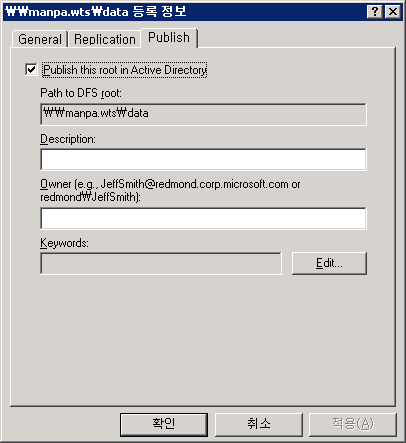 ₩₩manpa.wts₩data 등록 정보
General
Replication
Publish
Publish this root in Active Directory
Path to DFS root:
₩₩manpa.wts₩data
Description:
Owner (e.g., JeffSmith@redmond.corp.microsoft.com or
redmond₩JeffSmith):
Keywords:
Edit...
확인
취소
적용(A)